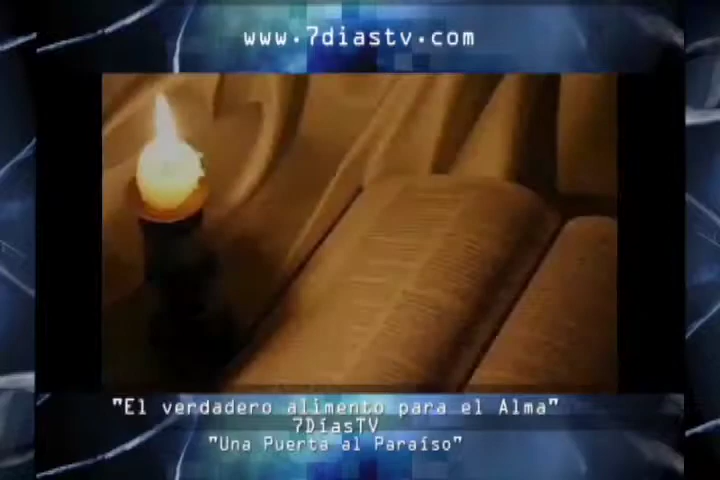 www.7diastv.com
"El verdadero alimento para el Alma"
7DíasTV
"Una Puerta al Paraíso"